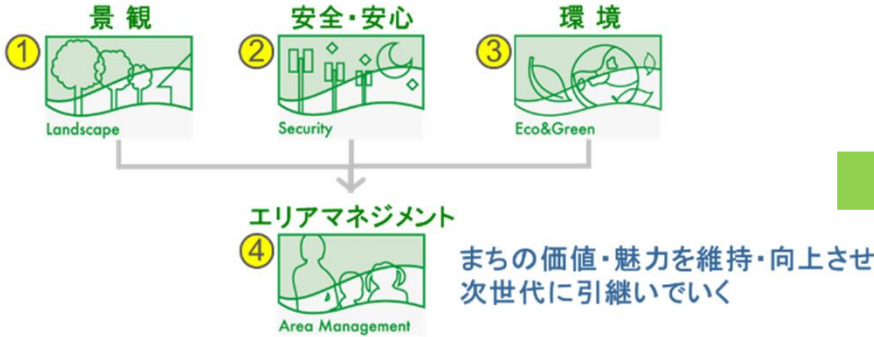 景観
安全・安心
環境
①
②
③
Landscape
Security
Eco&Green
エリアマネジメント
④
Area Management
まちの価値・魅力を維持・向上させ
次世代に引継いでいく